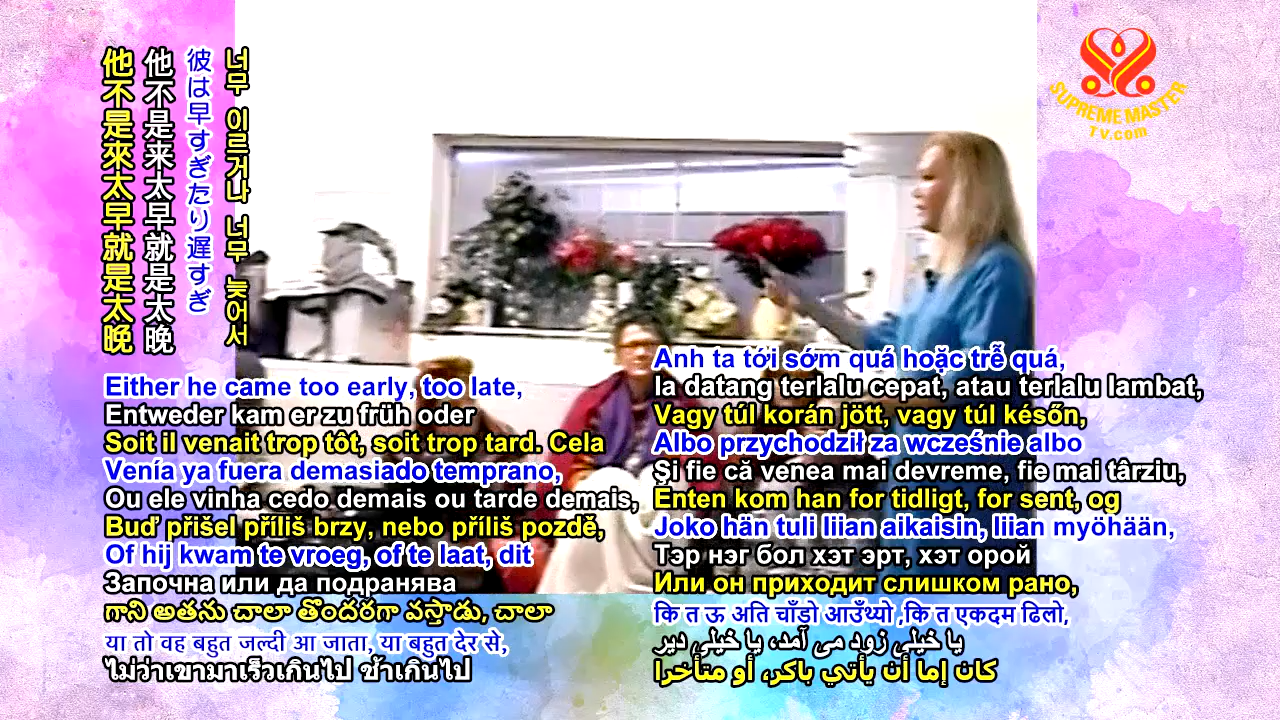 他不是來太早就是太晚
他不是来太早就是太晚
彼は早すぎたり遅すぎ
너무 이르거나 너무 늦어서
SUPREME MASTER
TV.com
Either he came too early, too late,
Entweder kam er zu früh oder
Soit il venait trop tôt, soit trop tard. Cela
Venía ya fuera demasiado temprano,
Ou ele vinha cedo demais ou tarde demais,
Buď přišel příliš brzy, nebo příliš pozdě,
Of hij kwam te vroeg, of te laat, dit
Започна или да подранява
గాని అతను చాలా తొందరగా వస్తాడు, చాలా
या तो वह बहुत जल्दी आ जाता, या बहुत देर से,
ไม่ว่าเขามาเร็วเกินไป ช้าเกินไป
Anh ta tới sớm quá hoặc trễ quá,
Ia datang terlalu cepat, atau terlalu lambat,
Vagy túl korán jött, vagy túl későn,
Albo przychodził za wcześnie albo
Și fie că venea mai devreme, fie mai târziu,
Enten kom han for tidligt, for sent, og
Joko hän tuli liian aikaisin, liian myöhään,
Тэр нэг бол хэт эрт, хэт орой
Или он приходит слишком рано,
कि त ऊ अति चाँडो आउँथ्यो ,कि त एकदम ढिलो,
یا خیلی زود می آمد، یا خیلی دیر
كان إما أن يأتي باكر، أو متأخرا